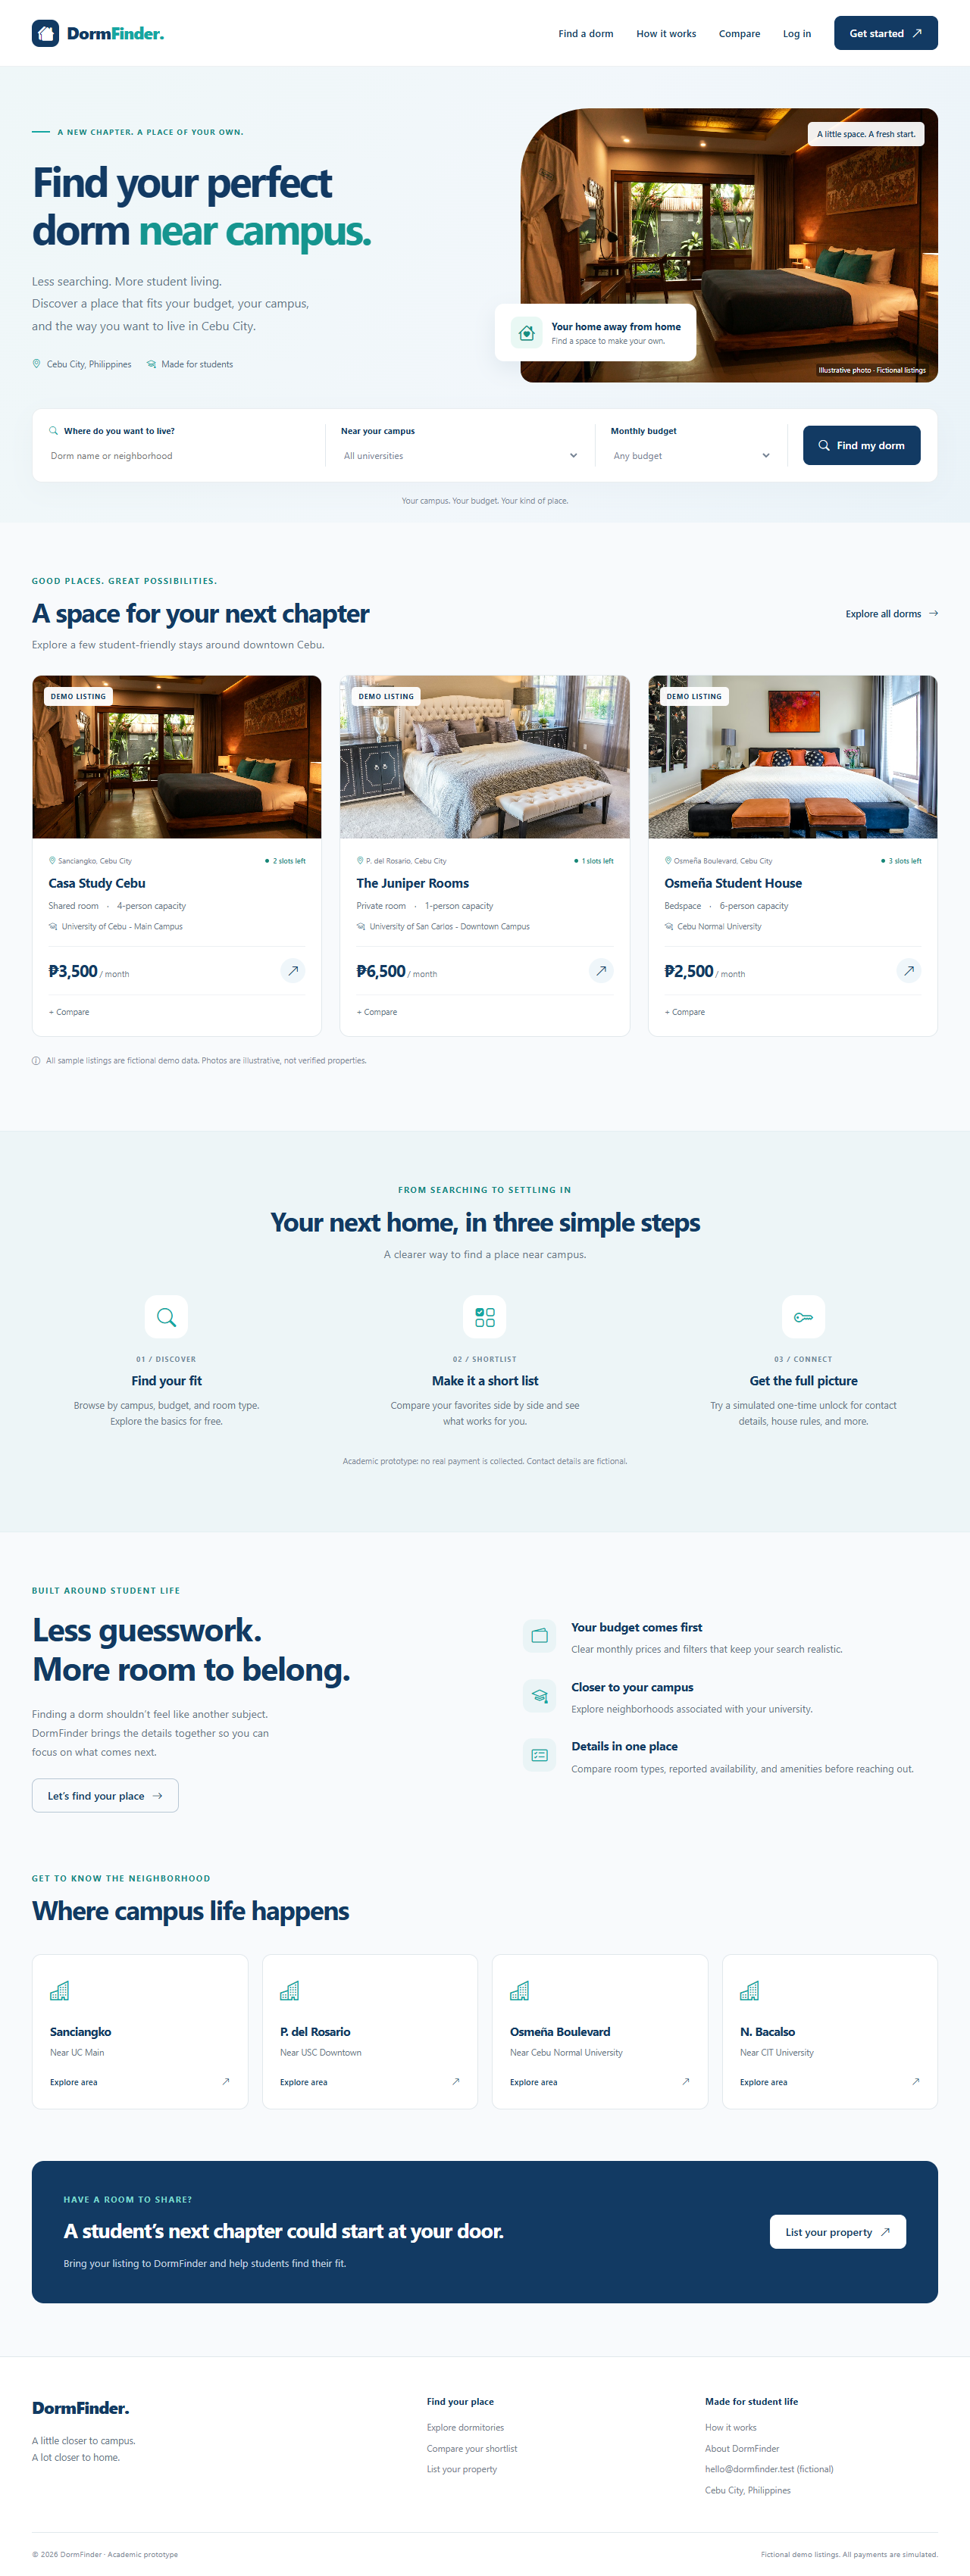 DormFinder.
Find a dorm
How it works
Compare
Log in
Get started
A NEW CHAPTER. A PLACE OF YOUR OWN.
Find your perfect
dorm near campus.
Less searching. More student living.
Discover a place that fits your budget, your campus,
and the way you want to live in Cebu City.
Cebu City, Philippines
Made for students
A little space. A fresh start.
Your home away from home
Find a space to make your own.
Illustrative photo · Fictional listings
Where do you want to live?
Dorm name or neighborhood
Near your campus
All universities
Monthly budget
Any budget
Find my dorm
Your campus. Your budget. Your kind of place.
GOOD PLACES. GREAT POSSIBILITIES.
A space for your next chapter
Explore a few student-friendly stays around downtown Cebu.
Explore all dorms
DEMO LISTING
Sanciangko, Cebu City
2 slots left
Casa Study Cebu
Shared room · 4-person capacity
University of Cebu - Main Campus
₱3,500 / month
+ Compare
DEMO LISTING
P. del Rosario, Cebu City
1 slots left
The Juniper Rooms
Private room · 1-person capacity
University of San Carlos - Downtown Campus
₱6,500 / month
+ Compare
DEMO LISTING
Osmeña Boulevard, Cebu City
3 slots left
Osmeña Student House
Bedspace · 6-person capacity
Cebu Normal University
₱2,500 / month
+ Compare
All sample listings are fictional demo data. Photos are illustrative, not verified properties.
FROM SEARCHING TO SETTLING IN
Your next home, in three simple steps
A clearer way to find a place near campus.
01 / DISCOVER
Find your fit
Browse by campus, budget, and room type.
Explore the basics for free.
02 / SHORTLIST
Make it a short list
Compare your favorites side by side and see
what works for you.
03 / CONNECT
Get the full picture
Try a simulated one-time unlock for contact
details, house rules, and more.
Academic prototype: no real payment is collected. Contact details are fictional.
BUILT AROUND STUDENT LIFE
Less guesswork.
More room to belong.
Finding a dorm shouldn't feel like another subject.
DormFinder brings the details together so you can
focus on what comes next.
Let's find your place
Your budget comes first
Clear monthly prices and filters that keep your search realistic.
Closer to your campus
Explore neighborhoods associated with your university.
Details in one place
Compare room types, reported availability, and amenities before reaching out.
GET TO KNOW THE NEIGHBORHOOD
Where campus life happens
Sanciangko
Near UC Main
Explore area
P. del Rosario
Near USC Downtown
Explore area
Osmeña Boulevard
Near Cebu Normal University
Explore area
N. Bacalso
Near CIT University
Explore area
HAVE A ROOM TO SHARE?
A student's next chapter could start at your door.
Bring your listing to DormFinder and help students find their fit.
List your property
DormFinder.
A little closer to campus.
A lot closer to home.
Find your place
Explore dormitories
Compare your shortlist
List your property
Made for student life
How it works
About DormFinder
hello@dormfinder.test (fictional)
Cebu City, Philippines
© 2026 DormFinder · Academic prototype
Fictional demo listings. All payments are simulated.